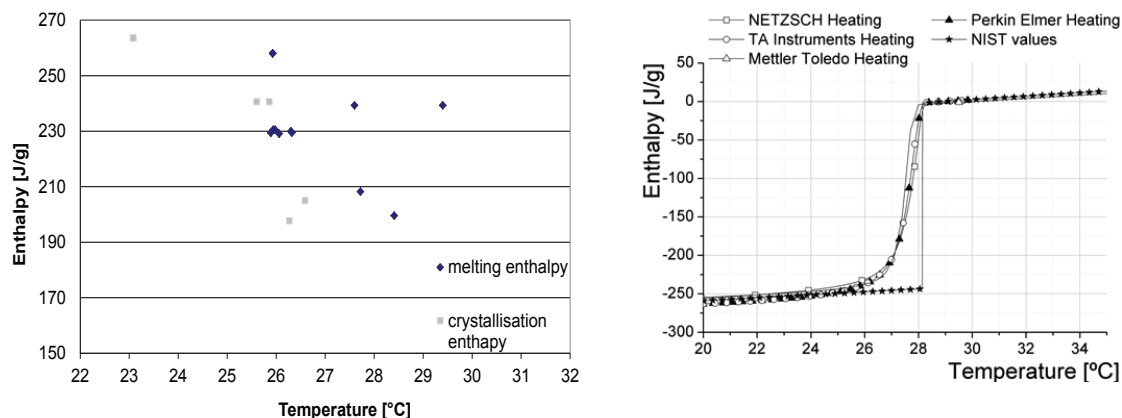 270
250
230
210
190
170
150
Enthalpy [J/g]
melting enthalpy
crystallisation
enthapy
22 23 24 25 26 27 28 29 30 31 32
Temperature [°C]
NETZSCH Heating
TA Instruments Heating
Mettler Toledo Heating
Perkin Elmer Heating
NIST values
50
0
-50
-100
-150
-200
-250
-300
Enthalpy [J/g]
20 22 24 26 28 30 32 34
Temperature [ºC]